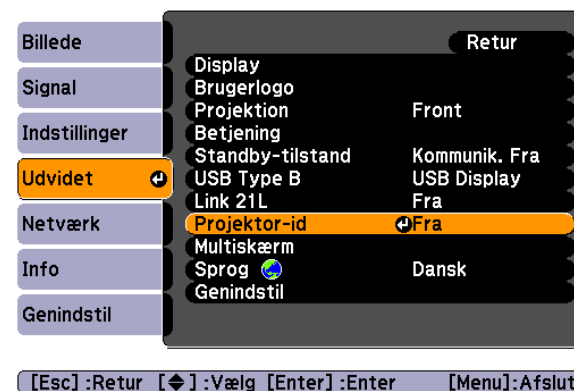 Billede
Signal
Indstillinger
Udvidet
Netværk
Info
Genindstil
Retur
Display
Brugerlogo
Projektion Front
Betjening
Standby-tilstand Kommunik. Fra
USB Type B USB Display
Link 21L Fra
Projektor-id Fra
Multiskærm
Sprog Dansk
Genindstil
[Esc] :Retur [◆] :Vælg [Enter] :Enter [Menu]:Afslut